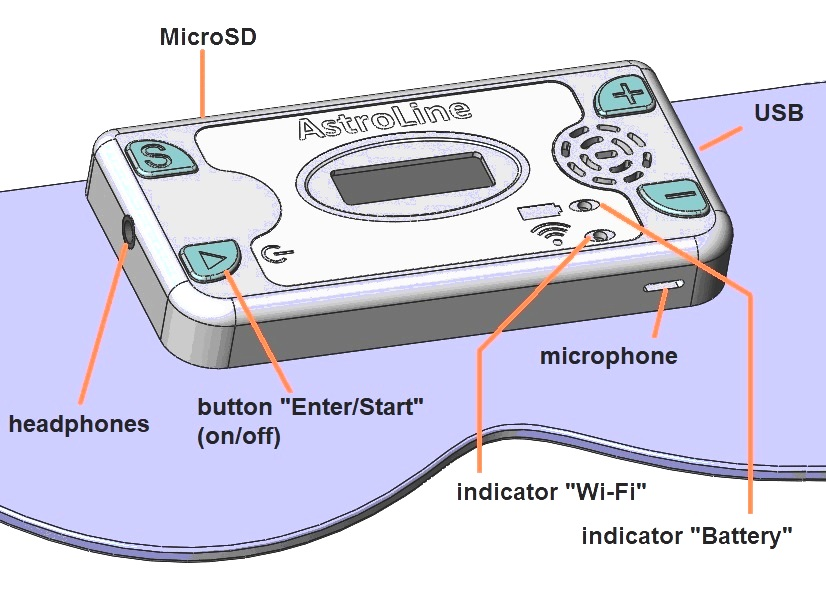 MicroSD
AstroLine
+
USB
S
-
microphone
headphones
button "Enter/Start"
(on/off)
indicator "Wi-Fi"
indicator "Battery"